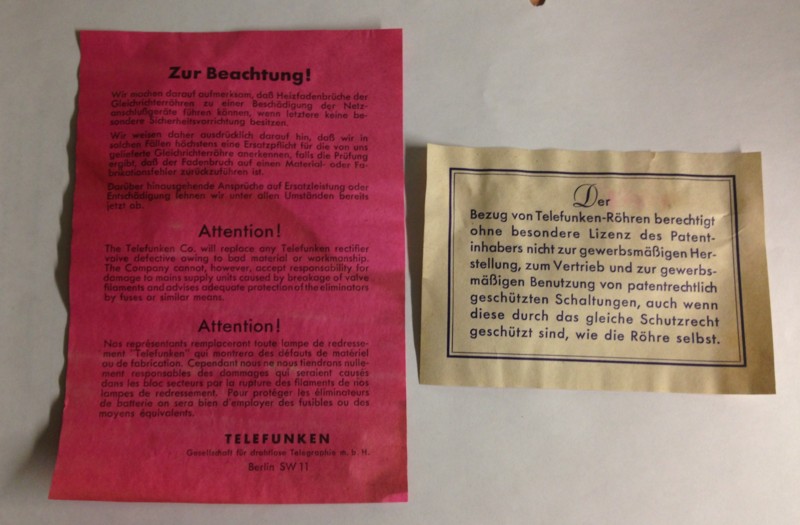 Zur Beachtung!
Wir machen darauf aufmerksam, daß Heizfadenbrüche der
Gleichrichterröhren zu einer Beschädigung der Netz-
anschlußgeräte führen können, wenn letztere keine be-
sondere Sicherheitsvorrichtung besitzen.
Wir weisen daher ausdrücklich darauf hin, daß wir in
solchen Fällen höchstens eine Ersatzpflicht für die von uns
gelieferte Gleichrichterröhre anerkennen, falls die Prüfung
ergibt, daß der Fadenbruch auf einen Material- oder Fa-
brikationsfehler zurückzuführen ist.
Darüber hinausgehende Ansprüche auf Ersatzleistung oder
Entschädigung lehnen wir unter allen Umständen bereits
jetzt ab.
Attention!
The Telefunken Co. will replace any Telefunken rectifier
valve defective owing to bad material or workmanship.
The Company cannot, however, accept responsability for
damage to mains supply units caused by breakage of valve
filaments and advises adequate protection of the eliminators
by fuses or similar means.
Attention!
Nos représentants remplaceront toute lampe de redresse-
ment "Telefunken" qui montrera des défauts de matériel
ou de fabrication. Cependant nous ne nous tiendrons nulle-
ment responsables des dammages qui seraient causés
dans les bloc secteurs par la rupture des filaments de nos
lampes de redressement. Pour protéger les éliminateurs
de batterie on sera bien d'employer des fusibles ou des
moyens équivalents.
TELEFUNKEN
Gesellschaft für drahtlose Telegraphie m. b. H.
Berlin SW 11
Der
Bezug von Telefunken-Röhren berechtigt
ohne besondere Lizenz des Patent-
inhabers nicht zur gewerbsmäßigen Her-
stellung, zum Vertrieb und zur gewerbs-
mäßigen Benutzung von patentrechtlich
geschützten Schaltungen, auch wenn
diese durch das gleiche Schutzrecht
geschützt sind, wie die Röhre selbst.